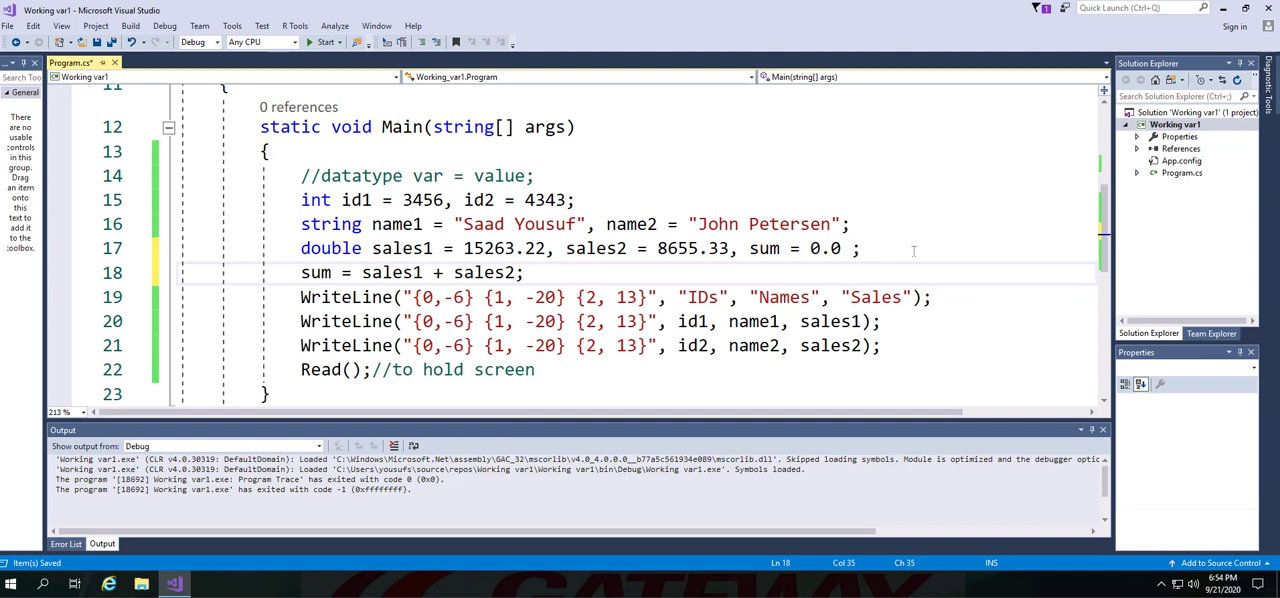 Working var1 - Microsoft Visual Studio
Quick Launch (Ctrl+Q)
File Edit View Project Build Debug Team Tools Test R Tools Analyze Window Help
Sign in
Debug Any CPU Start
Program.cs*
Working var1 Working_var1.Program Main(string[] args)
Search Too
General
There are no usable controls in this group. Drag an item onto this text to add it to the toolbox.
11 {
0 references
12 static void Main(string[] args)
13 {
14 //datatype var = value;
15 int id1 = 3456, id2 = 4343;
16 string name1 = "Saad Yousuf", name2 = "John Petersen";
17 double sales1 = 15263.22, sales2 = 8655.33, sum = 0.0 ;
18 sum = sales1 + sales2;
19 WriteLine("{0,-6} {1, -20} {2, 13}", "IDs", "Names", "Sales");
20 WriteLine("{0,-6} {1, -20} {2, 13}", id1, name1, sales1);
21 WriteLine("{0,-6} {1, -20} {2, 13}", id2, name2, sales2);
22 Read();//to hold screen
23 }
213 %
Solution Explorer
Search Solution Explorer (Ctrl+;)
Solution 'Working var1' (1 project)
Working var1
Properties
References
App.config
Program.cs
Solution Explorer Team Explorer
Properties
Diagnostic Tools
Output
Show output from: Debug
'Working var1.exe' (CLR v4.0.30319: DefaultDomain): Loaded 'C:\Windows\Microsoft.Net\assembly\GAC_32\mscorlib\v4.0_4.0.0.0__b77a5c561934e089\mscorlib.dll'. Skipped loading symbols. Module is optimized and the debugger optic
'Working var1.exe' (CLR v4.0.30319: DefaultDomain): Loaded 'C:\Users\yousufs\source\repos\Working var1\Working var1\bin\Debug\Working var1.exe'. Symbols loaded.
The program '[18692] Working var1.exe: Program Trace' has exited with code 0 (0x0).
The program '[18692] Working var1.exe' has exited with code -1 (0xffffffff).
Error List Output
Item(s) Saved Ln 18 Col 35 Ch 35 INS Add to Source Control
6:54 PM
9/21/2020